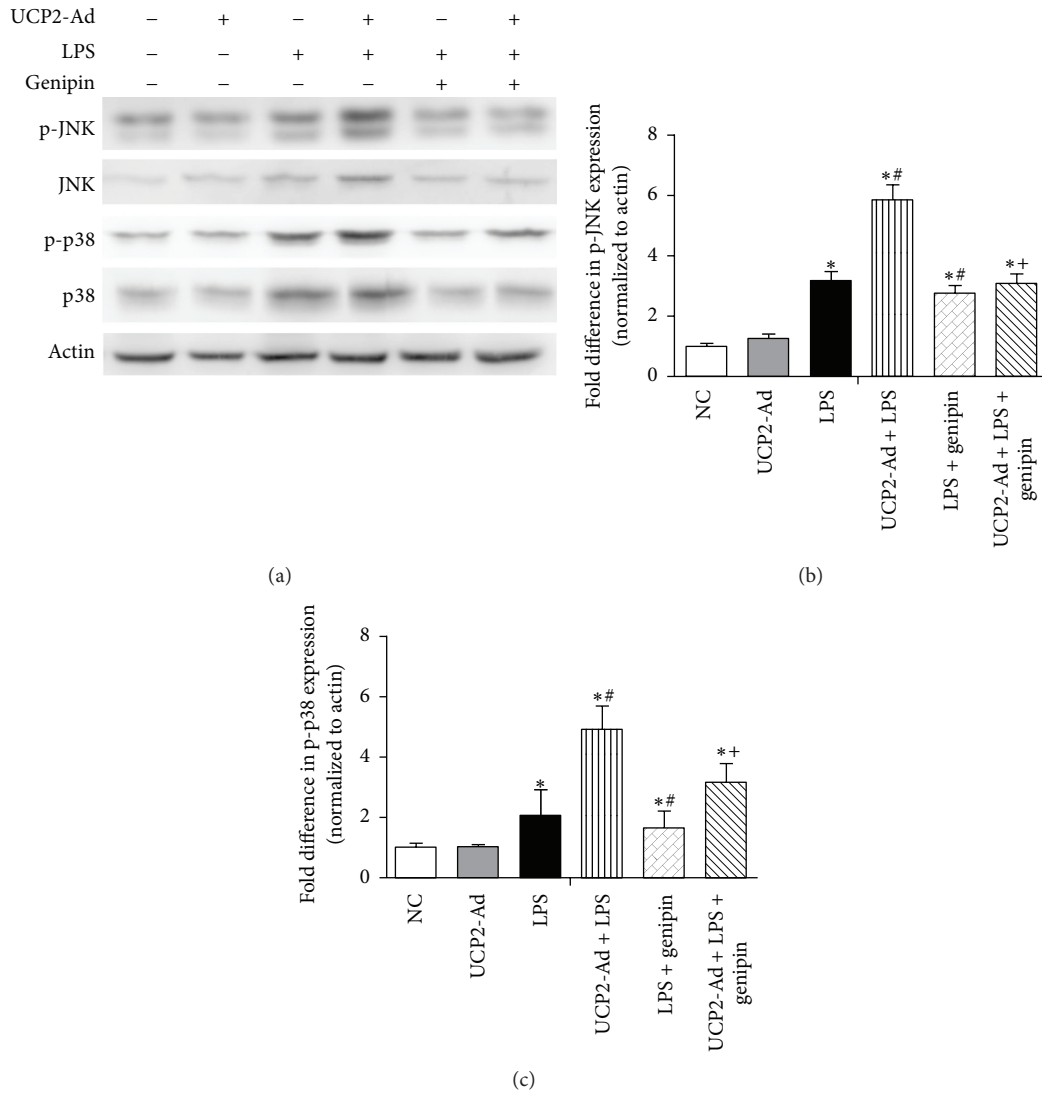 UCP2-Ad − + − + − +
LPS − − + + + +
Genipin − − − − + +
p-JNK
JNK
p-p38
p38
Actin
(a)
Fold difference in p-JNK expression
(normalized to actin)
8
6
4
2
0
*
*#
*#
*+
NC
UCP2-Ad
LPS
UCP2-Ad + LPS
LPS + genipin
UCP2-Ad + LPS +
genipin
(b)
Fold difference in p-p38 expression
(normalized to actin)
8
6
4
2
0
*
*#
*#
*+
NC
UCP2-Ad
LPS
UCP2-Ad + LPS
LPS + genipin
UCP2-Ad + LPS +
genipin
(c)